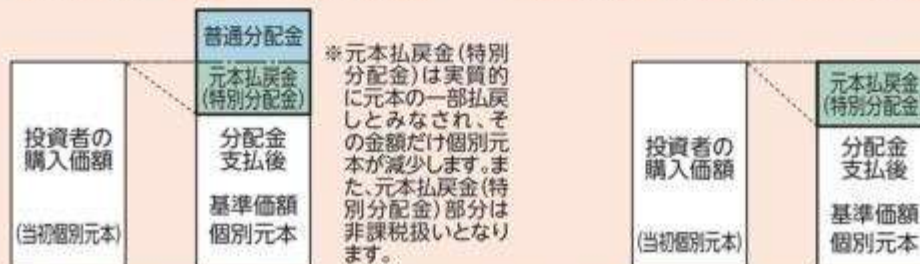 普通分配金
元本払戻金
(特別分配金)
投資者の
購入価額
(当初個別元本)
分配金
支払後
基準価額
個別元本
※元本払戻金(特別
分配金)は実質的
に元本の一部払戻
しとみなされ、そ
の金額だけ個別元
本が減少します。ま
た、元本払戻金(特
別分配金)部分は
非課税扱いとなり
ます。
投資者の
購入価額
(当初個別元本)
元本払戻金
(特別分配金
分配金
支払後
基準価額
個別元本